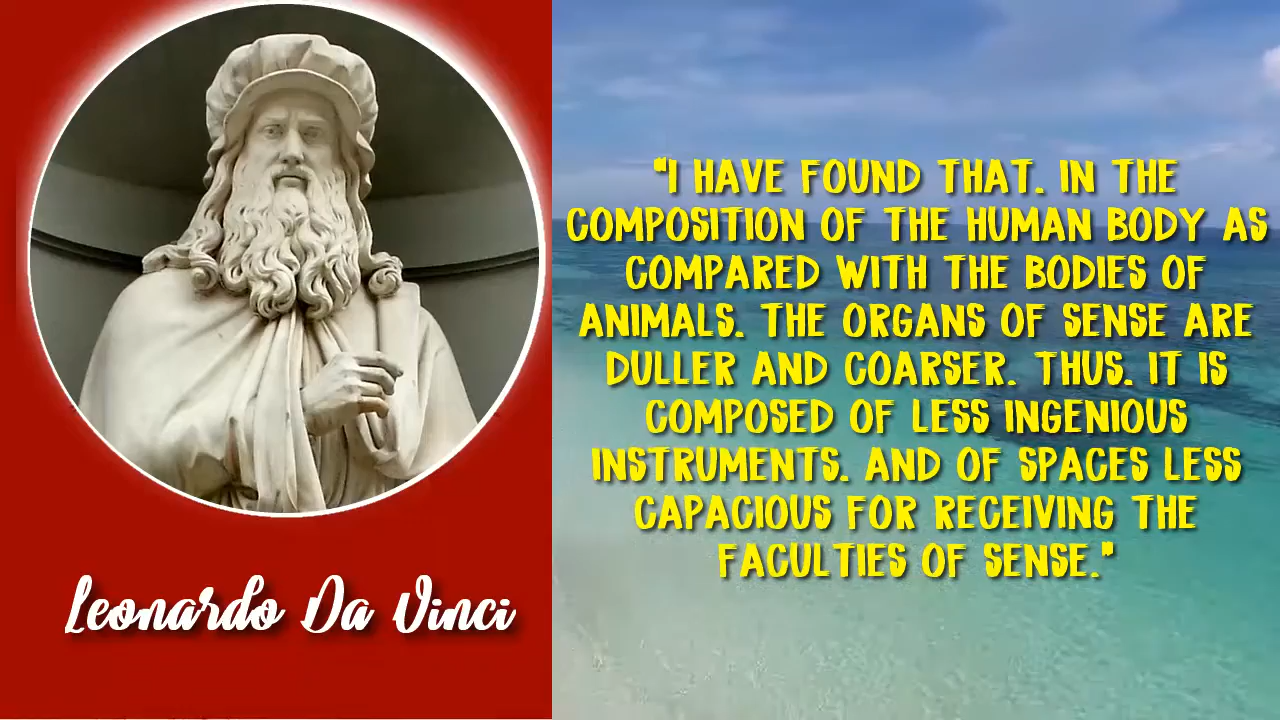 "I HAVE FOUND THAT. IN THE
COMPOSITION OF THE HUMAN BODY AS
COMPARED WITH THE BODIES OF
ANIMALS. THE ORGANS OF SENSE ARE
DULLER AND COARSER. THUS. IT IS
COMPOSED OF LESS INGENIOUS
INSTRUMENTS. AND OF SPACES LESS
CAPACIOUS FOR RECEIVING THE
FACULTIES OF SENSE."
Leonardo Da Vinci